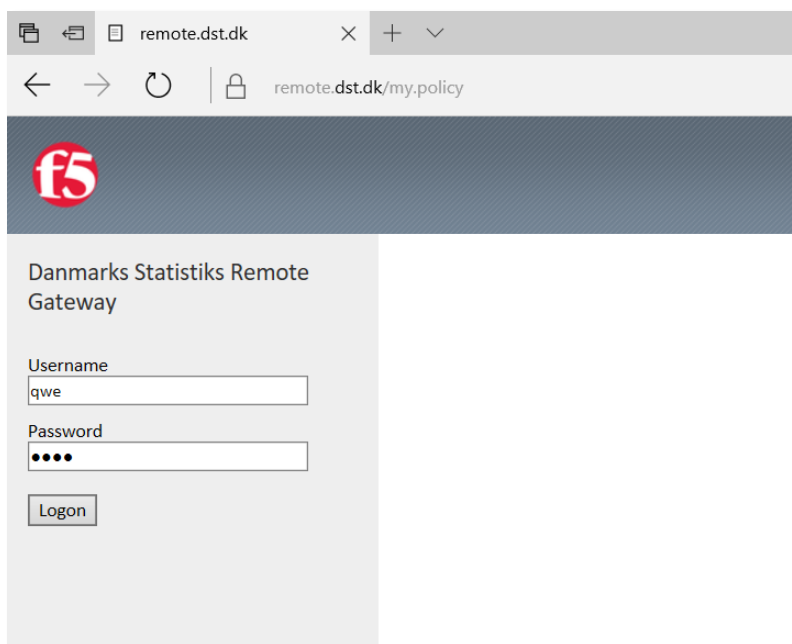 remote.dst.dk
remote.dst.dk/my.policy
f5
Danmarks Statistiks Remote
Gateway
Username
qwe
Password
••••
Logon